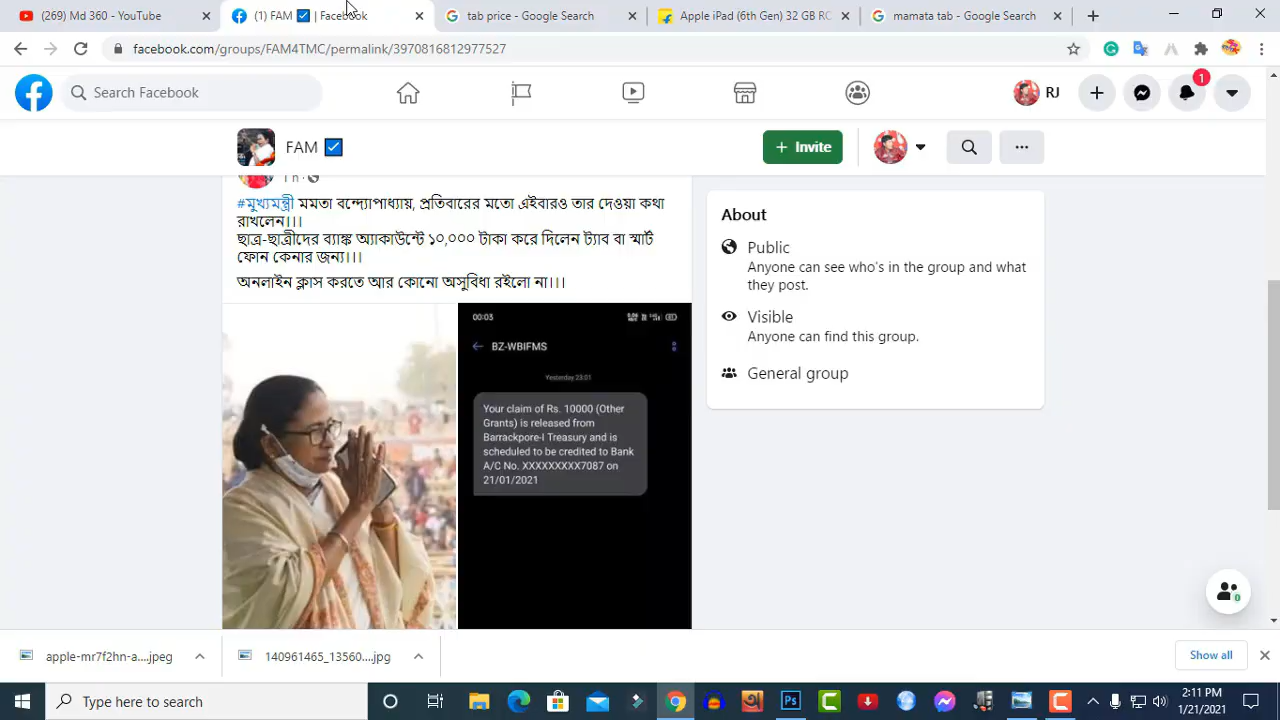 (269) Md 360 - YouTube
(1) FAM ☑ | Facebook
tab price - Google Search
Apple iPad (6th Gen) 32 GB RO
mamata tab - Google Search
facebook.com/groups/FAM4TMC/permalink/3970816812977527
Search Facebook
1
RJ
FAM ☑
+ Invite
1 h
#মুখ্যমন্ত্রী মমতা বন্দ্যোপাধ্যায়, প্রতিবারের মতো এইবারও তার দেওয়া কথা
রাখলেন।।।
ছাত্র-ছাত্রীদের ব্যাঙ্ক অ্যাকাউন্টে ১০,০০০ টাকা করে দিলেন ট্যাব বা স্মার্ট
ফোন কেনার জন্য।।।
অনলাইন ক্লাস করতে আর কোনো অসুবিধা রইলো না।।।
00:03
BZ-WBIFMS
Yesterday 23:01
Your claim of Rs. 10000 (Other
Grants) is released from
Barrackpore-I Treasury and is
scheduled to be credited to Bank
A/C No. XXXXXXXXX7087 on
21/01/2021
About
Public
Anyone can see who's in the group and what
they post.
Visible
Anyone can find this group.
General group
0
apple-mr7f2hn-a....jpeg
140961465_13560....jpg
Show all
Type here to search
2:11 PM
1/21/2021